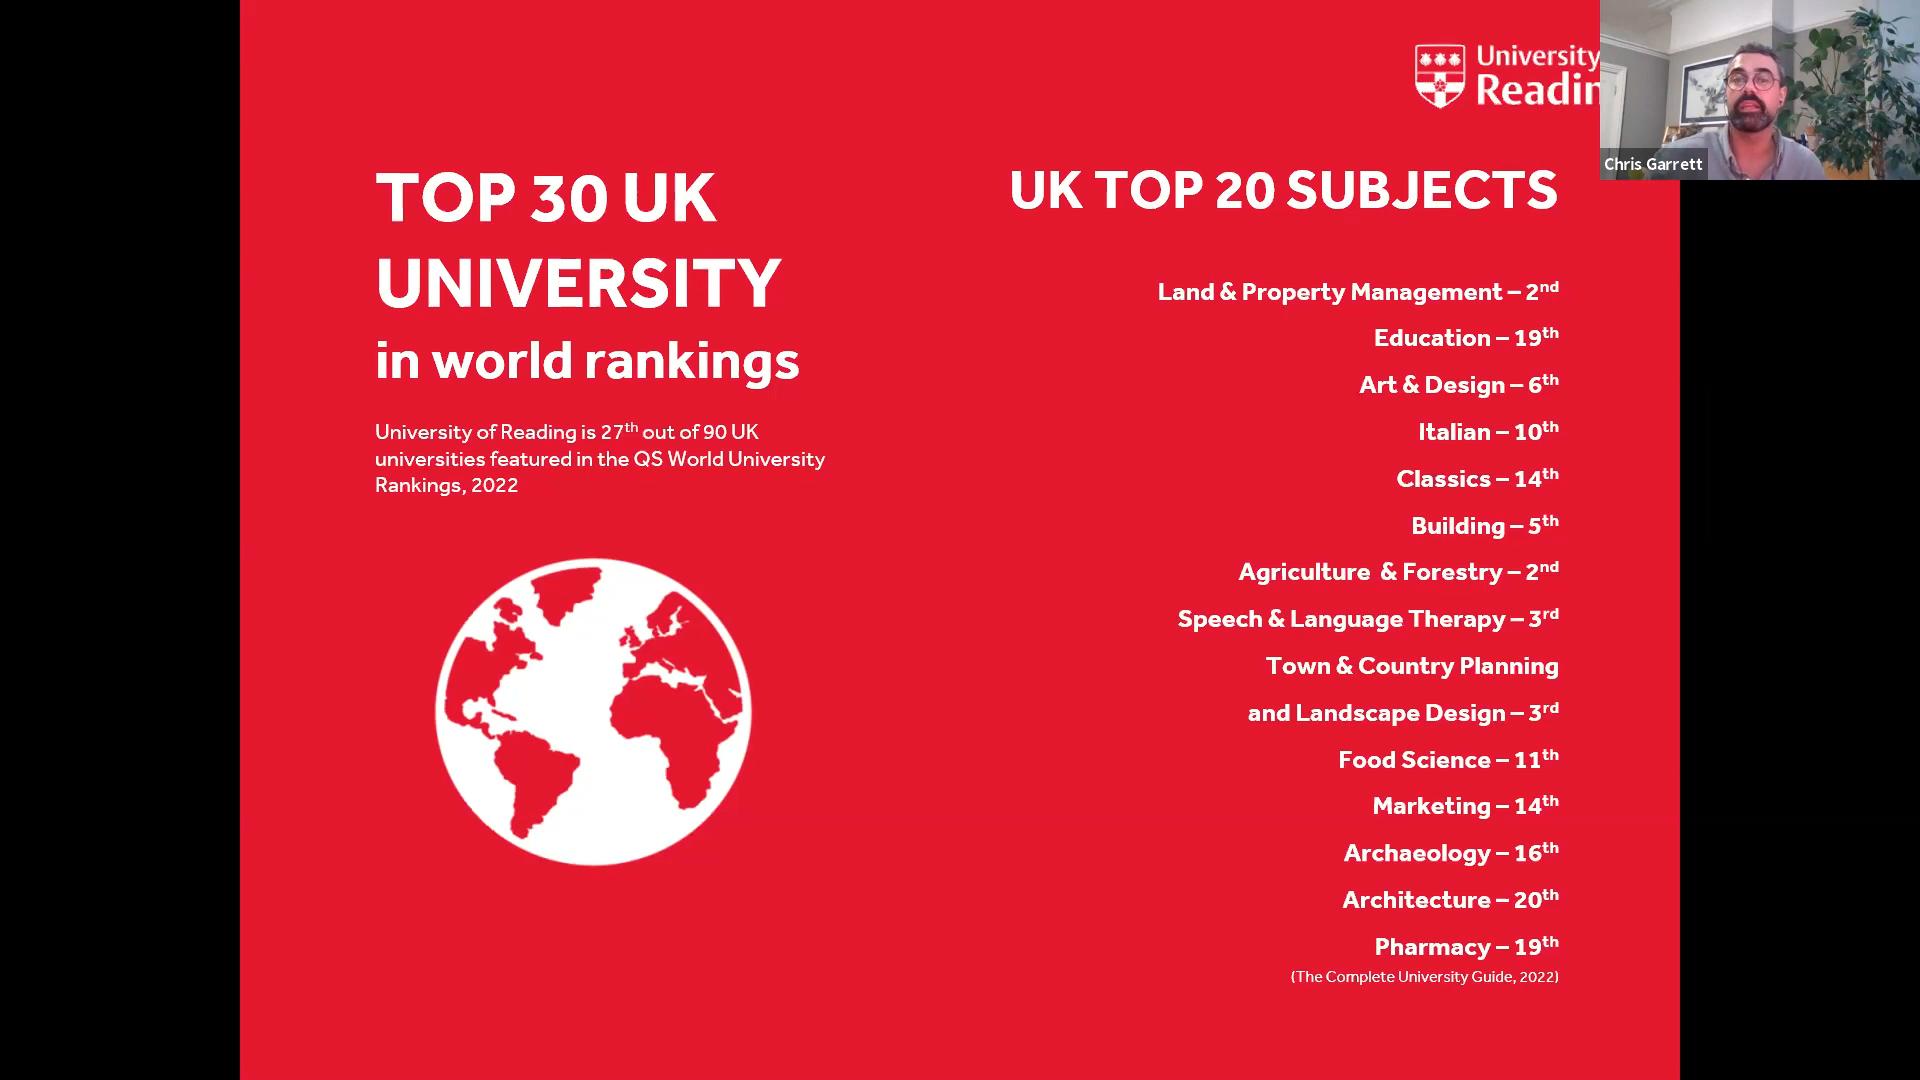 University
Readin
Chris Garrett
TOP 30 UK
UNIVERSITY
in world rankings
University of Reading is 27th out of 90 UK
universities featured in the QS World University
Rankings, 2022
UK TOP 20 SUBJECTS
Land & Property Management – 2nd
Education – 19th
Art & Design – 6th
Italian – 10th
Classics – 14th
Building – 5th
Agriculture & Forestry – 2nd
Speech & Language Therapy – 3rd
Town & Country Planning
and Landscape Design – 3rd
Food Science – 11th
Marketing – 14th
Archaeology – 16th
Architecture – 20th
Pharmacy – 19th
(The Complete University Guide, 2022)